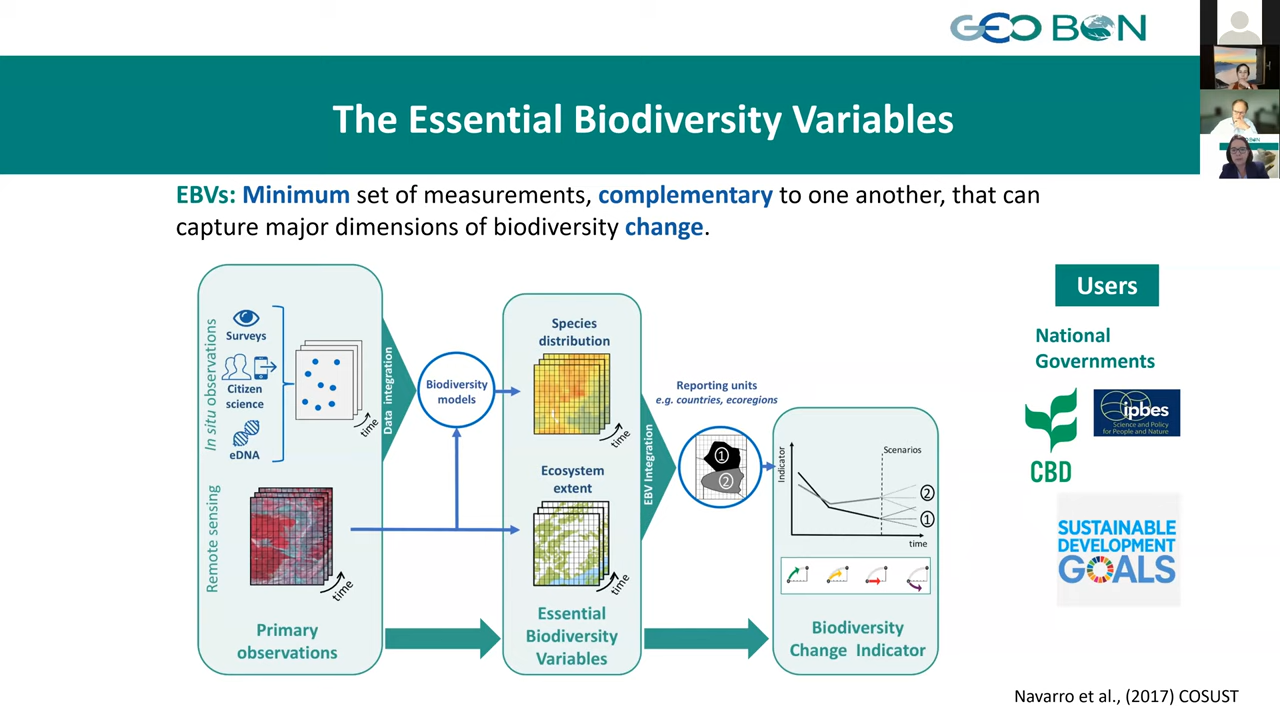 GEO BON
The Essential Biodiversity Variables
EBVs: Minimum set of measurements, complementary to one another, that can
capture major dimensions of biodiversity change.
In situ observations
Surveys
Citizen
science
eDNA
time
Remote sensing
time
Primary
observations
Data integration
Biodiversity
models
Species
distribution
time
Ecosystem
extent
time
Essential
Biodiversity
Variables
EBV Integration
Reporting units
e.g. countries, ecoregions
1
2
Indicator
Scenarios
2
1
time
Biodiversity
Change Indicator
Users
National
Governments
CBD
ipbes
Science and Policy
for People and Nature
SUSTAINABLE
DEVELOPMENT
GOALS
Navarro et al., (2017) COSUST